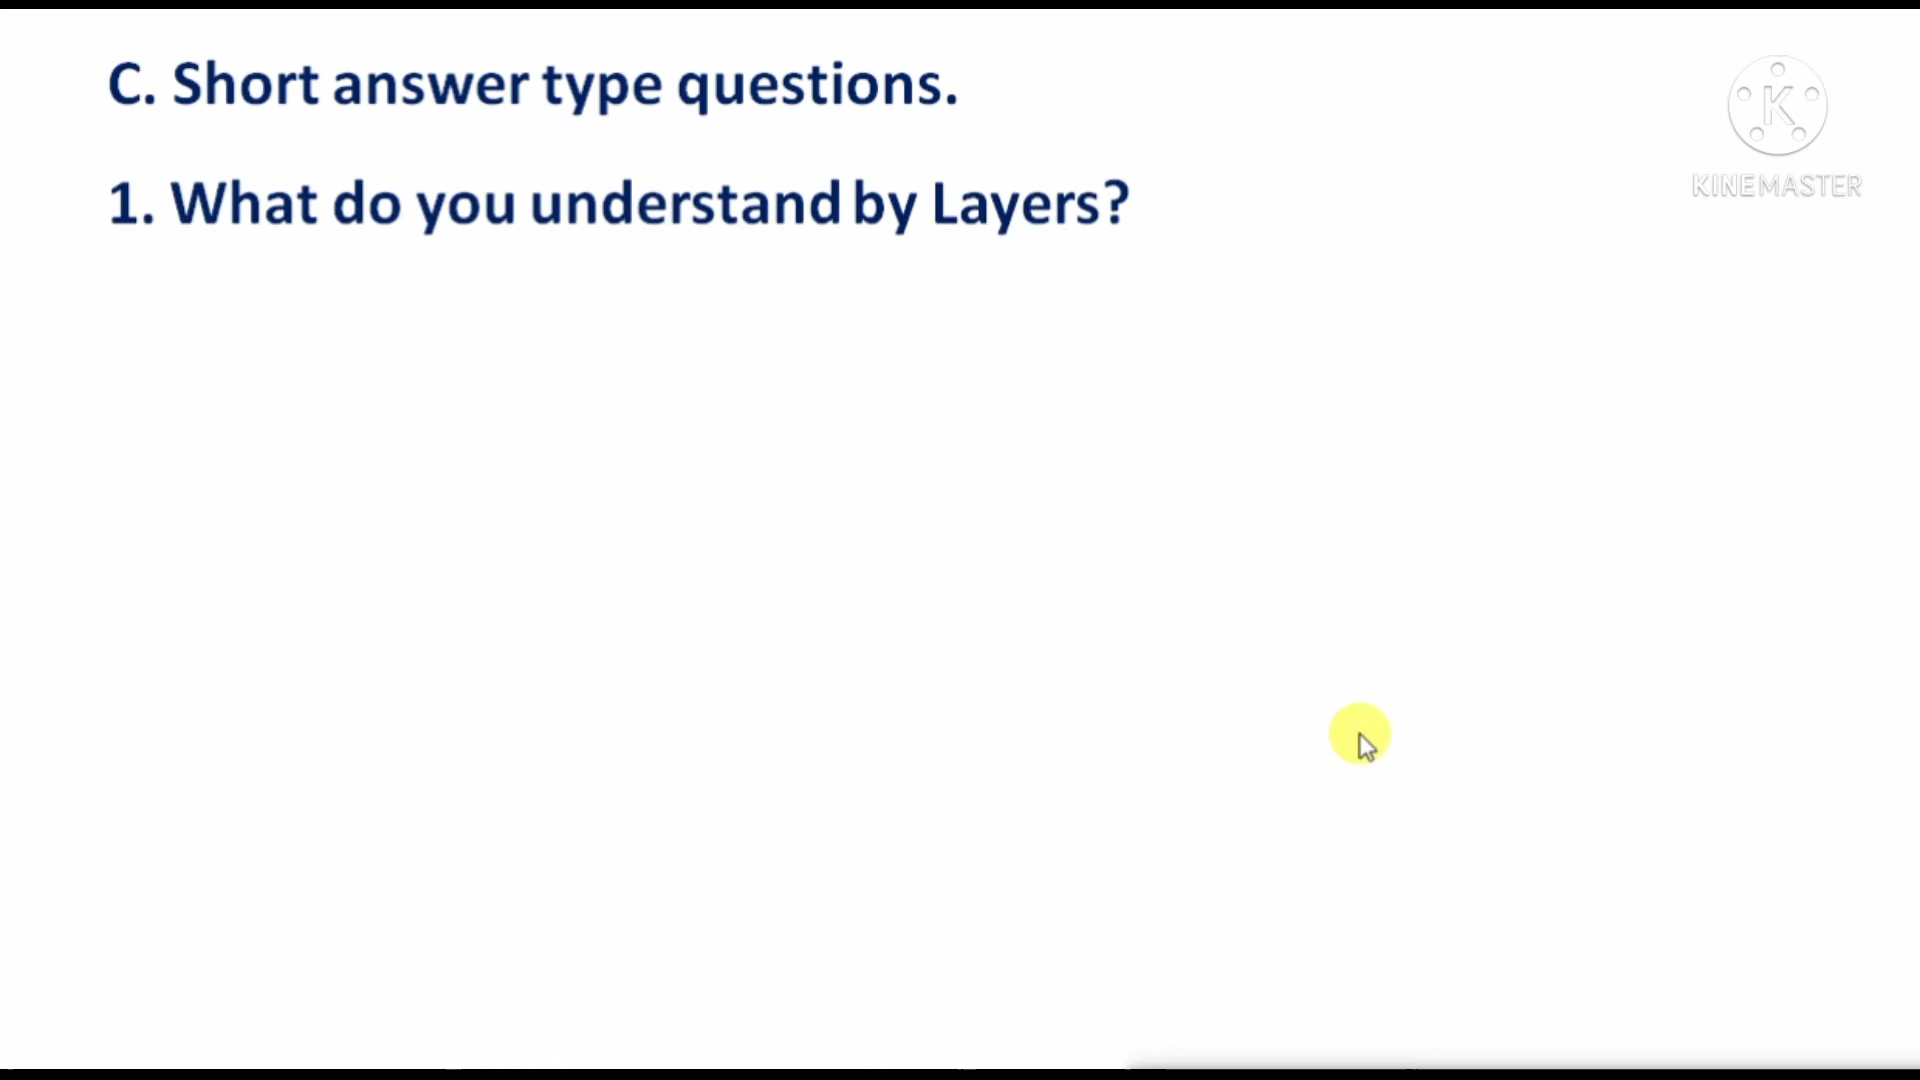 C. Short answer type questions.
1. What do you understand by Layers?
K
KINEMASTER